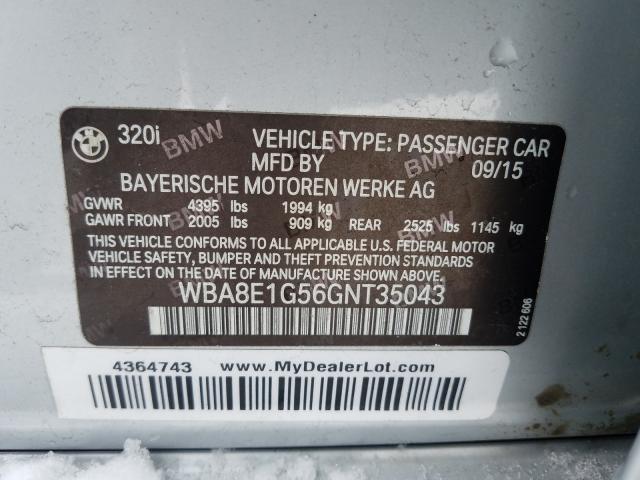 320i VEHICLE TYPE: PASSENGER CAR
MFD BY 09/15
BAYERISCHE MOTOREN WERKE AG
GVWR 4395 lbs 1994 kg
GAWR FRONT 2005 lbs 909 kg REAR 2525 lbs 1145 kg
THIS VEHICLE CONFORMS TO ALL APPLICABLE U.S. FEDERAL MOTOR
VEHICLE SAFETY, BUMPER AND THEFT PREVENTION STANDARDS
IN EFFECT ON THE DATE OF MANUFACTURE SHOWN ABOVE.
WBA8E1G56GNT35043
2 122 606
4364743 www.MyDealerLot.com